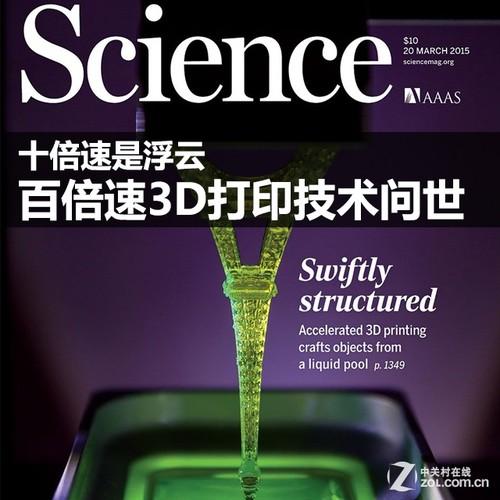 Science
$10
20 MARCH 2015
sciencemag.org
AAAS
十倍速是浮云
百倍速3D打印技术问世
Swiftly
structured
Accelerated 3D printing
crafts objects from
a liquid pool p. 1349
中关村在线
ZOL.COM.CN